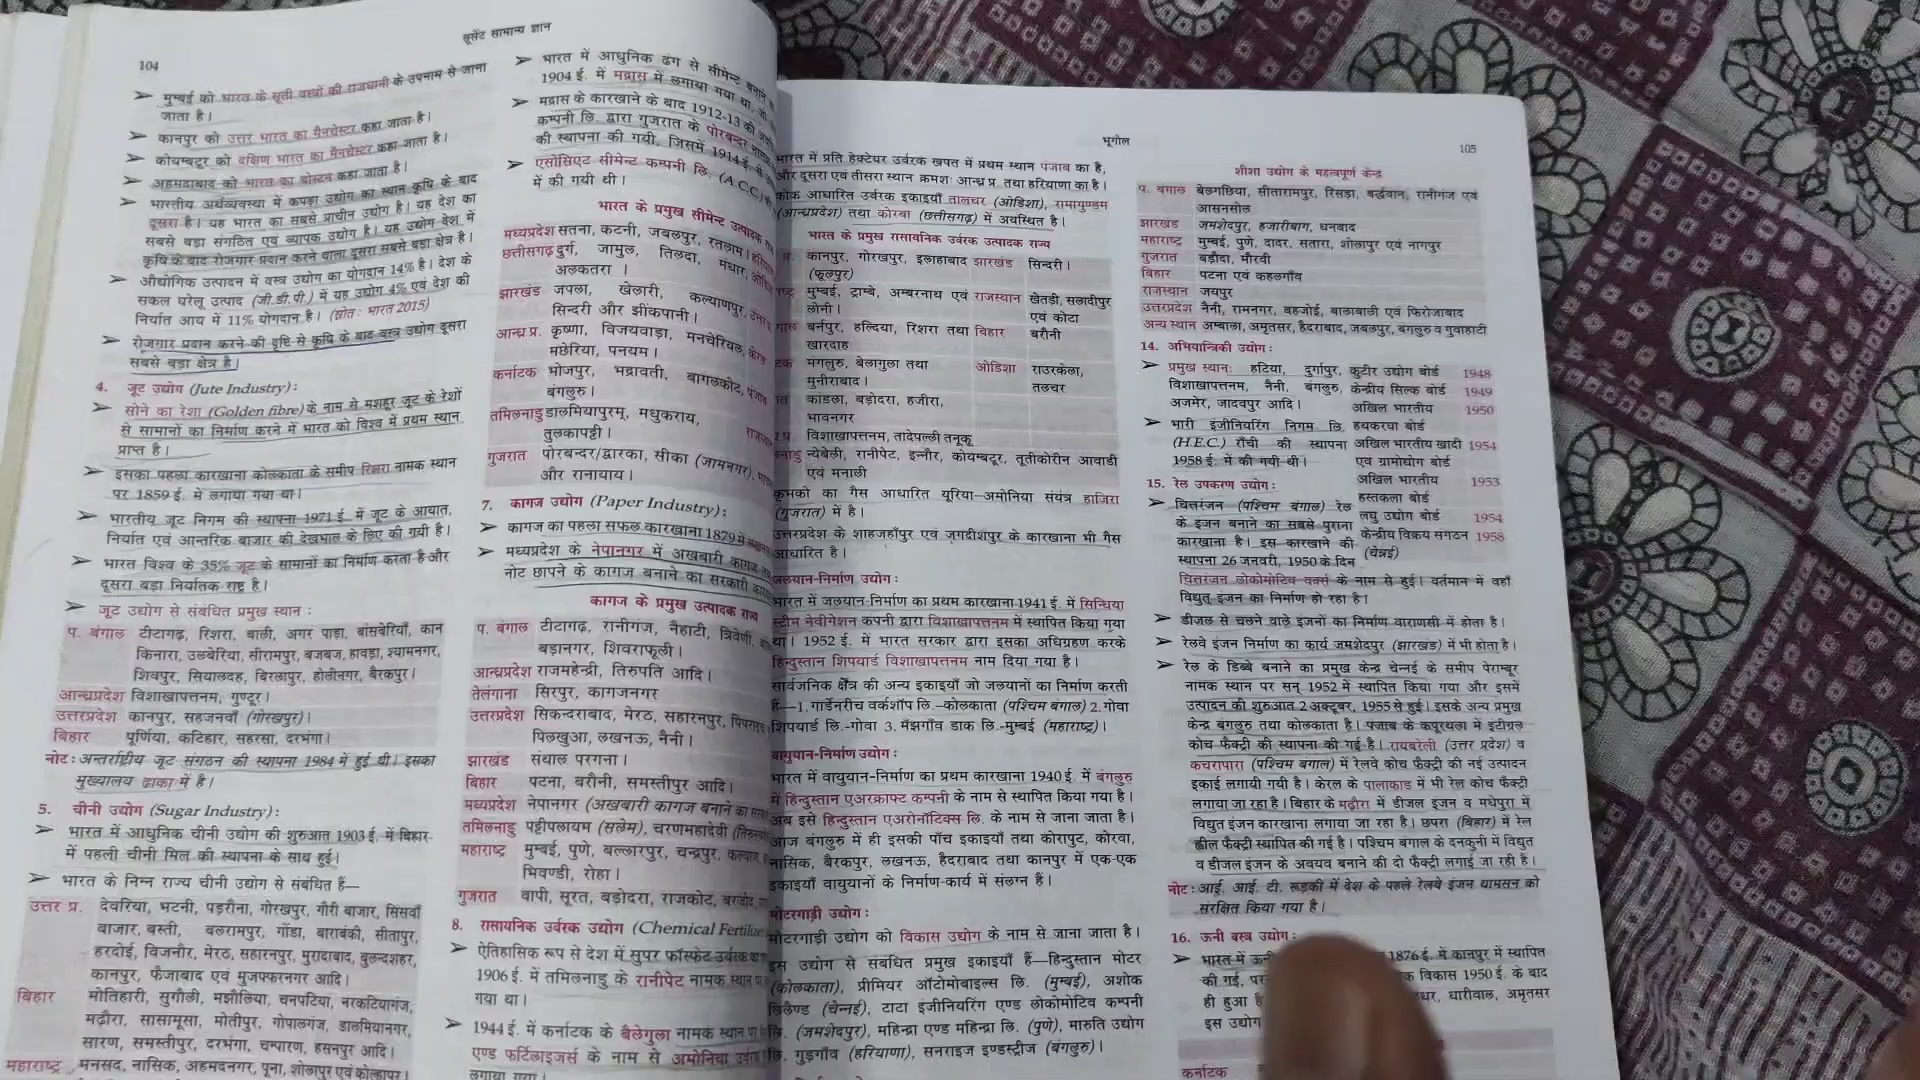 104
लूसेंट सामान्य ज्ञान
➢ मुम्बई को भारत के सूती वस्त्रों की राजधानी के उपनाम से जाना
जाता है।
➢ कानपुर को उत्तर भारत का मैनचेस्टर कहा जाता है।
➢ कोयम्बटूर को दक्षिण भारत का मैनचेस्टर कहा जाता है।
➢ अहमदाबाद को भारत का बोस्टन कहा जाता है।
➢ भारतीय अर्थव्यवस्था में कपड़ा उद्योग का स्थान कृषि के बाद
दूसरा है। यह भारत का सबसे प्राचीन उद्योग है। यह उद्योग देश में
सबसे बड़ा संगठित एवं व्यापक उद्योग है। यह देश का
कृषि के बाद रोजगार प्रदान करने वाला दूसरा सबसे बड़ा क्षेत्र है।
➢ औद्योगिक उत्पादन में वस्त्र उद्योग का योगदान 14% है। देश के
सकल घरेलू उत्पाद (जी.डी.पी.) में यह उद्योग 4% एवं देश की
निर्यात आय में 11% योगदान है। (स्रोत : भारत 2015)
➢ रोजगार प्रदान करने की दृष्टि से कृषि के बाद वस्त्र उद्योग दूसरा
सबसे बड़ा क्षेत्र है।
4. जूट उद्योग (Jute Industry) :
➢ सोने का रेशा (Golden fibre) के नाम से मशहूर जूट के रेशों
से सामानों का निर्माण करने में भारत को विश्व में प्रथम स्थान
प्राप्त है।
➢ इसका पहला कारखाना कोलकाता के समीप रिशरा नामक स्थान
पर 1859 ई. में लगाया गया था।
➢ भारतीय जूट निगम की स्थापना 1971 ई. में जूट के आयात,
निर्यात एवं आन्तरिक बाजार की देखभाल के लिए की गयी है।
➢ भारत विश्व के 35% जूट के सामानों का निर्माण करता है और
दूसरा बड़ा निर्यातक राष्ट्र है।
➢ जूट उद्योग से संबंधित प्रमुख स्थान :
प. बंगाल टीटागढ़, रिशरा, बाली, अगर पाड़ा, बांसबेरियाँ, कान
किनारा, उलबेरिया, सीरामपुर, बजबज, हावड़ा, श्यामनगर,
शिवपुर, सियालदह, बिरलापुर, होलीनगर, बैरकपुर।
आन्ध्रप्रदेश विशाखापत्तनम, गुण्टूर।
उत्तरप्रदेश कानपुर, सहजनवाँ (गोरखपुर)।
बिहार पूर्णिया, कटिहार, सहरसा, दरभंगा।
नोट : अन्तर्राष्ट्रीय जूट संगठन की स्थापना 1984 में हुई थी। इसका
मुख्यालय ढाका में है।
5. चीनी उद्योग (Sugar Industry) :
➢ भारत में आधुनिक चीनी उद्योग की शुरुआत 1903 ई. में बिहार
में पहली चीनी मिल की स्थापना के साथ हुई।
➢ भारत के निम्न राज्य चीनी उद्योग से संबंधित हैं—
उत्तर प्र. देवरिया, भटनी, पड़रौना, गोरखपुर, गौरी बाजार, सिसवाँ
बाजार, बस्ती, बलरामपुर, गोंडा, बाराबंकी, सीतापुर,
हरदोई, बिजनौर, मेरठ, सहारनपुर, मुरादाबाद, बुलन्दशहर,
कानपुर, फैजाबाद एवं मुजफ्फरनगर आदि।
बिहार मोतिहारी, सुगौली, मझौलिया, चनपटिया, नरकटियागंज,
मढ़ौरा, सासामूसा, मोतीपुर, गोपालगंज, डालमियानगर,
सारण, समस्तीपुर, दरभंगा, चम्पारण, हसनपुर आदि।
महाराष्ट्र मनसद, नासिक, अहमदनगर, पूना, शोलापुर एवं कोल्हापुर।
➢ भारत में आधुनिक ढंग से सीमेन्ट बनाने
1904 ई. में मद्रास में लगाया गया था, जो
➢ मद्रास के कारखाने के बाद 1912-13 की
कम्पनी लि. द्वारा गुजरात के पोरबन्दर
की स्थापना की गयी, जिसमें 1914 ई. से
➢ एसोसिएट सीमेन्ट कम्पनी लि. (A.C.C.)
में की गयी थी।
भारत के प्रमुख सीमेन्ट उत्पादक
मध्यप्रदेश सतना, कटनी, जबलपुर, रतलाम।
छत्तीसगढ़ दुर्ग, जामुल, तिलदा, मंधार,
अलकतरा।
झारखंड जपला, खेलारी, कल्याणपुर,
सिन्दरी और झींकपानी।
आन्ध्र प्र. कृष्णा, विजयवाड़ा, मनचेरियल,
मछेरिया, पनयम।
कर्नाटक भोजपुर, भद्रावती, बागलकोट,
बंगलुरु।
तमिलनाडु डालमियापुरम्, मधुकराय,
तुलकापट्टी।
गुजरात पोरबन्दर/द्वारका, सीका (जामनगर),
और रानावाय।
7. कागज उद्योग (Paper Industry) :
➢ कागज का पहला सफल कारखाना 1879 में
➢ मध्यप्रदेश के नेपानगर में अखबारी कागज
नोट छापने के कागज बनाने का सरकारी
कागज के प्रमुख उत्पादक राज्य
प. बंगाल टीटागढ़, रानीगंज, नैहाटी, त्रिवेणी,
बड़ानगर, शिवराफूली।
आन्ध्रप्रदेश राजमहेन्द्री, तिरुपति आदि।
तेलंगाना सिरपुर, कागजनगर
उत्तरप्रदेश सिकन्दराबाद, मेरठ, सहारनपुर,
पिलखुआ, लखनऊ, नैनी।
झारखंड संथाल परगना।
बिहार पटना, बरौनी, समस्तीपुर आदि।
मध्यप्रदेश नेपानगर (अखबारी कागज बनाने का
तमिलनाडु पट्टीपलायम (सलेम), चरणमहादेवी
महाराष्ट्र मुम्बई, पुणे, बल्लारपुर, चन्द्रपुर, कल्याण,
भिवण्डी, रोहा।
गुजरात वापी, सूरत, बड़ोदरा, राजकोट,
8. रासायनिक उर्वरक उद्योग (Chemical Fertilizer
➢ ऐतिहासिक रूप से देश में सुपर फॉस्फेट उर्वरक
1906 ई. में तमिलनाडु के रानीपेट नामक स्थान
गया था।
➢ 1944 ई. में कर्नाटक के बैलेगुला नामक स्थान
एण्ड फर्टिलाइजर्स के नाम से अमोनिया
लगाया गया।
भूगोल
105
भारत में प्रति हेक्टेयर उर्वरक खपत में प्रथम स्थान पंजाब का है,
और दूसरा एवं तीसरा स्थान क्रमशः आन्ध्र प्र. तथा हरियाणा का है।
कोक आधारित उर्वरक इकाइयाँ तालचर (ओडिशा), रामागुण्डम
(आन्ध्रप्रदेश) तथा कोरबा (छत्तीसगढ़) में अवस्थित है।
भारत के प्रमुख रासायनिक उर्वरक उत्पादक राज्य
कानपुर, गोरखपुर, इलाहाबाद झारखंड सिन्दरी।
(फूलपुर)
मुम्बई, ट्राम्बे, अम्बरनाथ एवं राजस्थान खेतड़ी, सलादीपुर
लोनी। एवं कोटा
बर्नपुर, हल्दिया, रिशरा तथा बिहार बरौनी
खारदाह
मंगलुरु, बेलागुला तथा ओडिशा राउरकेला,
मुनीराबाद। तलचर
कांडला, बड़ोदरा, हजीरा,
भावनगर
विशाखापत्तनम, तादेपल्ली तनूकू
न्येवेली, रानीपेट, इन्नौर, कोयम्बटूर, तूतीकोरीन आवाडी
एवं मनाली
कृभको का गैस आधारित यूरिया-अमोनिया संयंत्र हाजिरा
(गुजरात) में है।
उत्तरप्रदेश के शाहजहाँपुर एवं जगदीशपुर के कारखाना भी गैस
आधारित है।
जलयान-निर्माण उद्योग :
भारत में जलयान-निर्माण का प्रथम कारखाना 1941 ई. में सिन्धिया
स्टीम नेवीगेशन कंपनी द्वारा विशाखापत्तनम में स्थापित किया गया
था। 1952 ई. में भारत सरकार द्वारा इसका अधिग्रहण करके
हिन्दुस्तान शिपयार्ड विशाखापत्तनम नाम दिया गया है।
सार्वजनिक क्षेत्र की अन्य इकाइयाँ जो जलयानों का निर्माण करती
हैं—1. गार्डेनरीच वर्कशॉप लि.-कोलकाता (पश्चिम बंगाल) 2. गोवा
शिपयार्ड लि.-गोवा 3. मँझगाँव डाक लि.-मुम्बई (महाराष्ट्र)।
वायुयान-निर्माण उद्योग :
भारत में वायुयान-निर्माण का प्रथम कारखाना 1940 ई. में बंगलुरु
में हिन्दुस्तान एअरक्राफ्ट कम्पनी के नाम से स्थापित किया गया है।
अब इसे हिन्दुस्तान एअरोनॉटिक्स लि. के नाम से जाना जाता है।
आज बंगलुरु में ही इसकी पाँच इकाइयाँ तथा कोरापुट, कोरवा,
नासिक, बैरकपुर, लखनऊ, हैदराबाद तथा कानपुर में एक-एक
इकाइयाँ वायुयानों के निर्माण-कार्य में संलग्न हैं।
मोटरगाड़ी उद्योग :
मोटरगाड़ी उद्योग को विकास उद्योग के नाम से जाना जाता है।
इस उद्योग से संबंधित प्रमुख इकाइयाँ हैं—हिन्दुस्तान मोटर
(कोलकाता), प्रीमियर ऑटोमोबाइल्स लि. (मुम्बई), अशोक
लिलैण्ड (चेन्नई), टाटा इंजीनियरिंग एण्ड लोकोमोटिव कम्पनी
लि. (जमशेदपुर), महिन्द्रा एण्ड महिन्द्रा लि. (पुणे), मारुति उद्योग
लि. गुड़गाँव (हरियाणा), सनराइज इण्डस्ट्रीज (बंगलुरु)।
शीशा उद्योग के महत्वपूर्ण केन्द्र
प. बंगाल बेलगछिया, सीतारामपुर, रिसड़ा, बर्द्धवान, रानीगंज एवं
आसनसोल
झारखंड जमशेदपुर, हजारीबाग, धनबाद
महाराष्ट्र मुम्बई, पुणे, दादर, सतारा, शोलापुर एवं नागपुर
गुजरात बड़ौदा, मौरवी
बिहार पटना एवं कहलगाँव
राजस्थान जयपुर
उत्तरप्रदेश नैनी, रामनगर, बहजोई, बालावाली एवं फिरोजाबाद
अन्य स्थान अम्बाला, अमृतसर, हैदराबाद, जबलपुर, बंगलुरु व गुवाहाटी
14. अभियान्त्रिकी उद्योग :
➢ प्रमुख स्थान: हटिया, दुर्गापुर,
विशाखापत्तनम, नैनी, बंगलुरु,
अजमेर, जादवपुर आदि।
➢ भारी इंजीनियरिंग निगम लि.
(H.E.C.) राँची की स्थापना
1958 ई. में की गयी थी।
कुटीर उद्योग बोर्ड 1948
केन्द्रीय सिल्क बोर्ड 1949
अखिल भारतीय 1950
हथकरघा बोर्ड
अखिल भारतीय खादी 1954
एवं ग्रामोद्योग बोर्ड
अखिल भारतीय 1953
हस्तकला बोर्ड
लघु उद्योग बोर्ड 1954
केन्द्रीय विक्रय संगठन 1958
(चेन्नई)
15. रेल उपकरण उद्योग :
➢ चित्तरंजन (पश्चिम बंगाल) रेल
के इंजन बनाने का सबसे पुराना
कारखाना है। इस कारखाने की
स्थापना 26 जनवरी, 1950 के दिन
चित्तरंजन लोकोमोटिव वर्क्स के नाम से हुई। वर्तमान में वहाँ
विद्युत इंजन का निर्माण हो रहा है।
➢ डीजल से चलने वाले इंजनों का निर्माण वाराणसी में होता है।
➢ रेलवे इंजन निर्माण का कार्य जमशेदपुर (झारखंड) में भी होता है।
➢ रेल के डिब्बे बनाने का प्रमुख केन्द्र चेन्नई के समीप पेराम्बूर
नामक स्थान पर सन् 1952 में स्थापित किया गया और इसमें
उत्पादन की शुरुआत 2 अक्टूबर, 1955 से हुई। इसके अन्य प्रमुख
केन्द्र बंगलुरु तथा कोलकाता है। पंजाब के कपूरथला में इंटीग्रल
कोच फैक्ट्री की स्थापना की गई है। रायबरेली (उत्तर प्रदेश) व
कचरापारा (पश्चिम बंगाल) में रेलवे कोच फैक्ट्री की नई उत्पादन
इकाई लगायी गयी है। केरल के पालाकाड में भी रेल कोच फैक्ट्री
लगाया जा रहा है। बिहार के मढ़ौरा में डीजल इंजन व मधेपुरा में
विद्युत इंजन कारखाना लगाया जा रहा है। छपरा (बिहार) में रेल
ह्वील फैक्ट्री स्थापित की गई है। पश्चिम बंगाल के दनकुनी में विद्युत
व डीजल इंजन के अवयव बनाने की दो फैक्ट्री लगाई जा रही है।
नोट : आई. आई. टी. रूड़की में देश के पहले रेलवे इंजन थामसन को
संरक्षित किया गया है।
16. ऊनी वस्त्र उद्योग :
➢ भारत में ऊनी 1876 ई. में कानपुर में स्थापित
की गई, विकास 1950 ई. के बाद
ही हुआ धारीवाल, अमृतसर
इस उद्योग
कर्नाटक